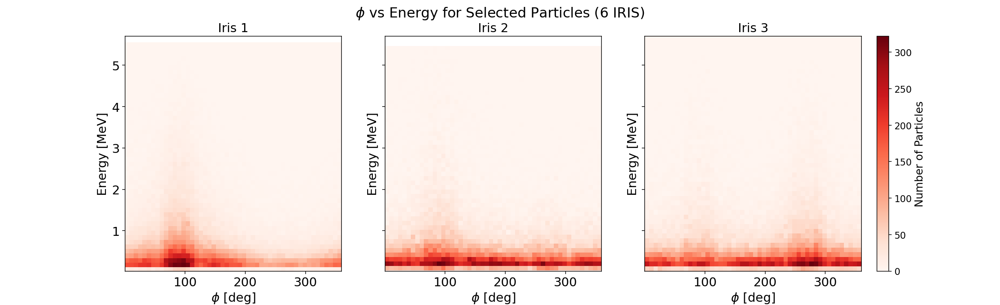 ϕ vs Energy for Selected Particles (6 IRIS)
Iris 1
Iris 2
Iris 3
5
4
3
2
1
Energy [MeV]
100
200
300
ϕ [deg]
Energy [MeV]
100
200
300
ϕ [deg]
Energy [MeV]
100
200
300
ϕ [deg]
300
250
200
150
100
50
0
Number of Particles